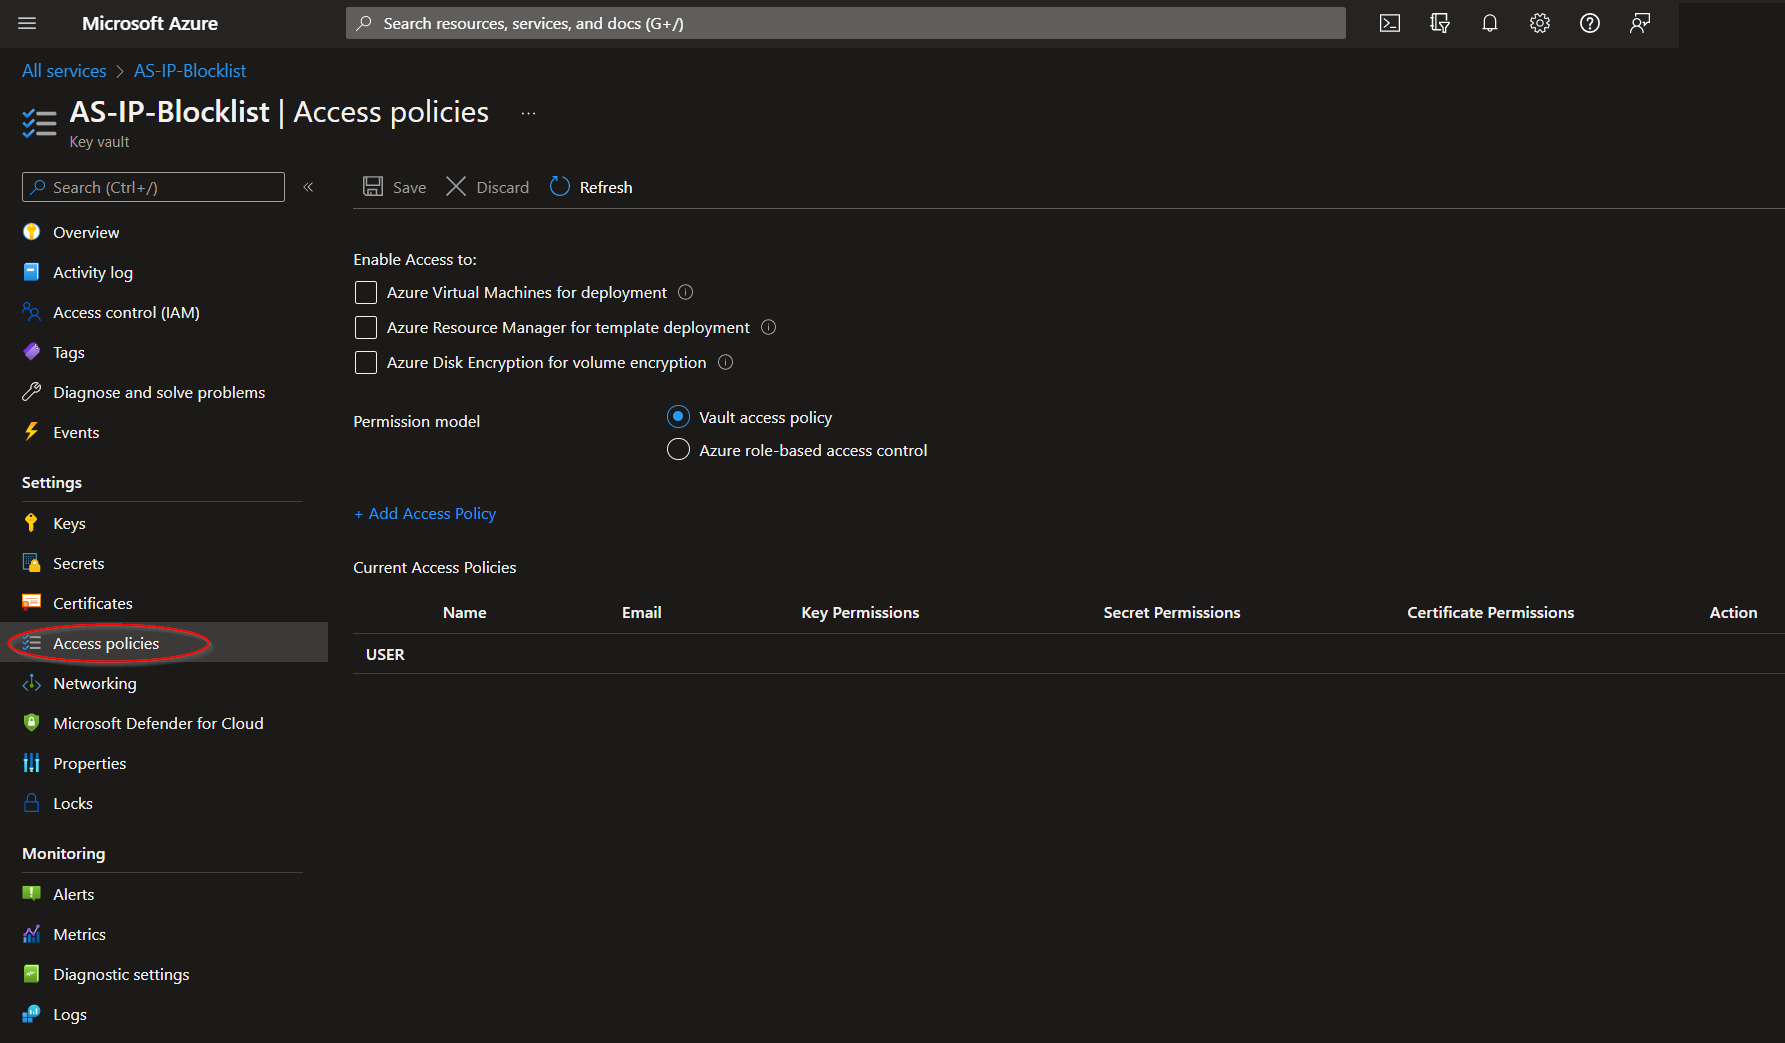 Microsoft Azure
Search resources, services, and docs (G+/)
All services > AS-IP-Blocklist
AS-IP-Blocklist | Access policies ...
Key vault
Search (Ctrl+/)
«
Save
Discard
Refresh
Overview
Activity log
Access control (IAM)
Tags
Diagnose and solve problems
Events
Settings
Keys
Secrets
Certificates
Access policies
Networking
Microsoft Defender for Cloud
Properties
Locks
Monitoring
Alerts
Metrics
Diagnostic settings
Logs
Enable Access to:
Azure Virtual Machines for deployment
Azure Resource Manager for template deployment
Azure Disk Encryption for volume encryption
Permission model
Vault access policy
Azure role-based access control
+ Add Access Policy
Current Access Policies
Name Email Key Permissions Secret Permissions Certificate Permissions Action
USER